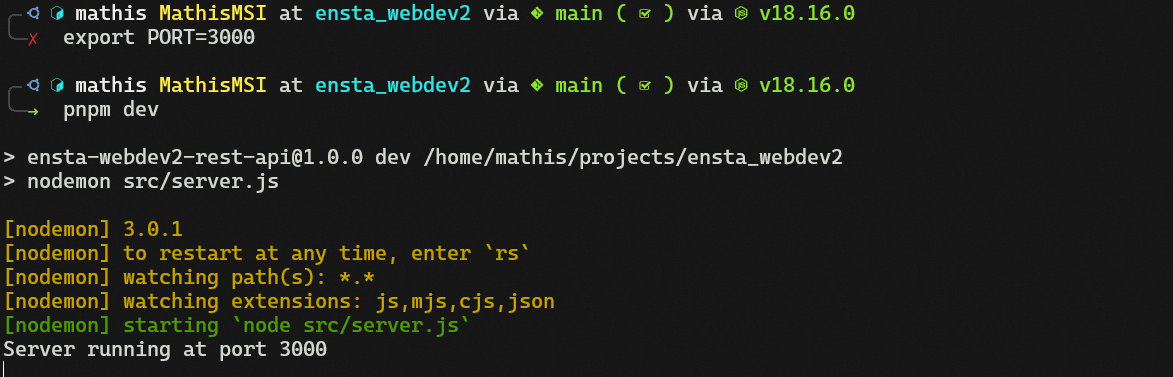 mathis MathisMSI at ensta_webdev2 via main ( ) via v18.16.0
✗ export PORT=3000
mathis MathisMSI at ensta_webdev2 via main ( ) via v18.16.0
→ pnpm dev
> ensta-webdev2-rest-api@1.0.0 dev /home/mathis/projects/ensta_webdev2
> nodemon src/server.js
[nodemon] 3.0.1
[nodemon] to restart at any time, enter `rs`
[nodemon] watching path(s): *.*
[nodemon] watching extensions: js,mjs,cjs,json
[nodemon] starting `node src/server.js`
Server running at port 3000